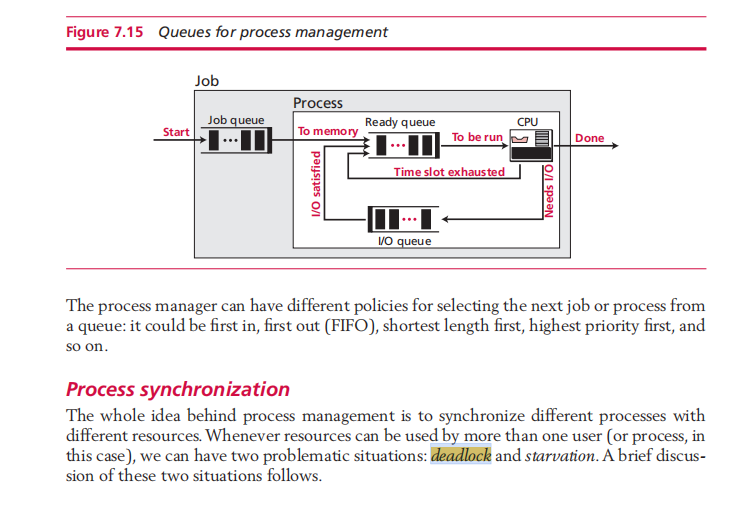 Figure 7.15 Queues for process management
Job
Process
Job queue
Ready queue
CPU
Start
To memory
To be run
Done
Time slot exhausted
I/O satisfied
Needs I/O
I/O queue
The process manager can have different policies for selecting the next job or process from
a queue: it could be first in, first out (FIFO), shortest length first, highest priority first, and
so on.
Process synchronization
The whole idea behind process management is to synchronize different processes with
different resources. Whenever resources can be used by more than one user (or process, in
this case), we can have two problematic situations: deadlock and starvation. A brief discus-
sion of these two situations follows.